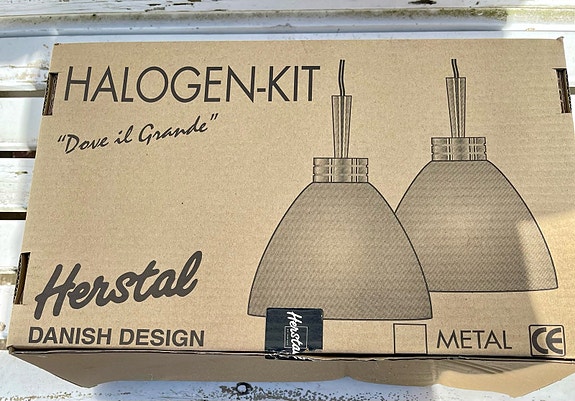 HALOGEN-KIT
"Dove il Grande"
Herstal
DANISH DESIGN
Herstal
METAL
CE